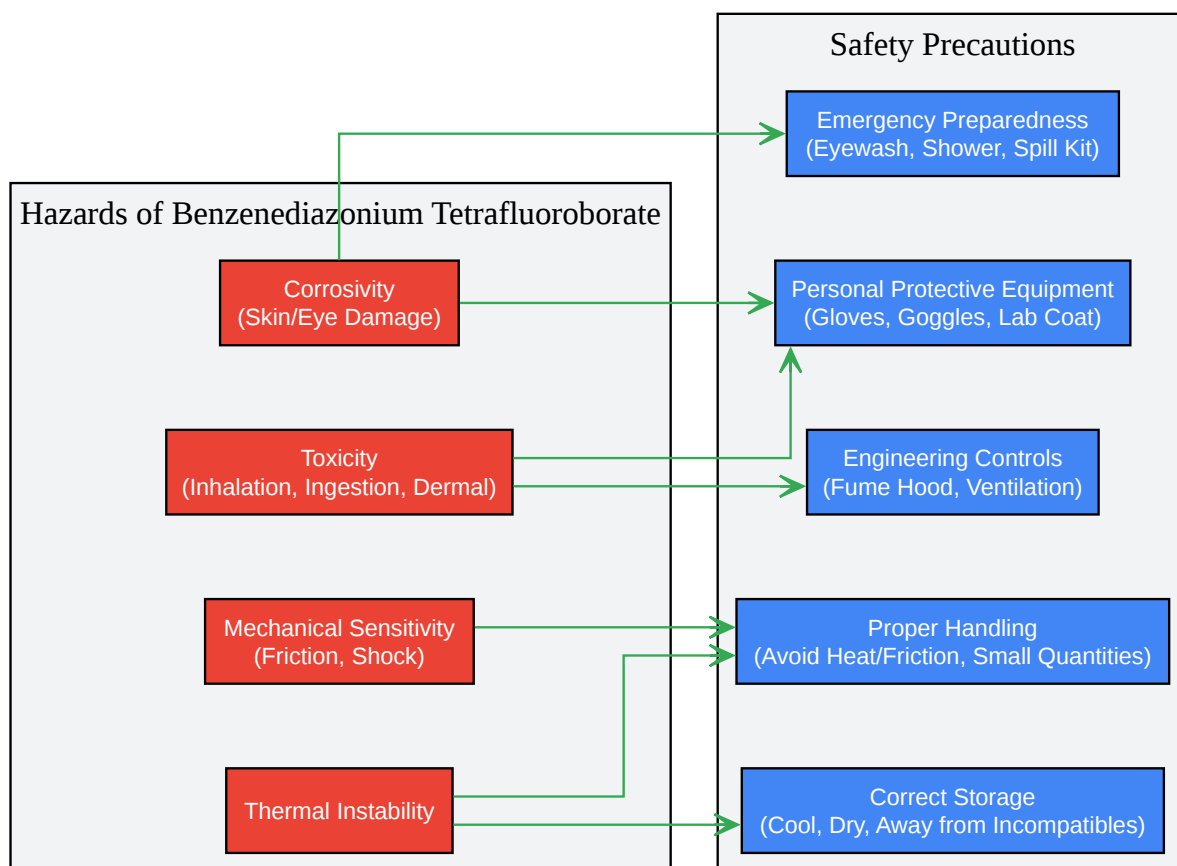 Hazards of Benzenediazonium Tetrafluoroborate
Corrosivity
(Skin/Eye Damage)
Toxicity
(Inhalation, Ingestion, Dermal)
Mechanical Sensitivity
(Friction, Shock)
Thermal Instability
Safety Precautions
Emergency Preparedness
(Eyewash, Shower, Spill Kit)
Personal Protective Equipment
(Gloves, Goggles, Lab Coat)
Engineering Controls
(Fume Hood, Ventilation)
Proper Handling
(Avoid Heat/Friction, Small Quantities)
Correct Storage
(Cool, Dry, Away from Incompatibles)